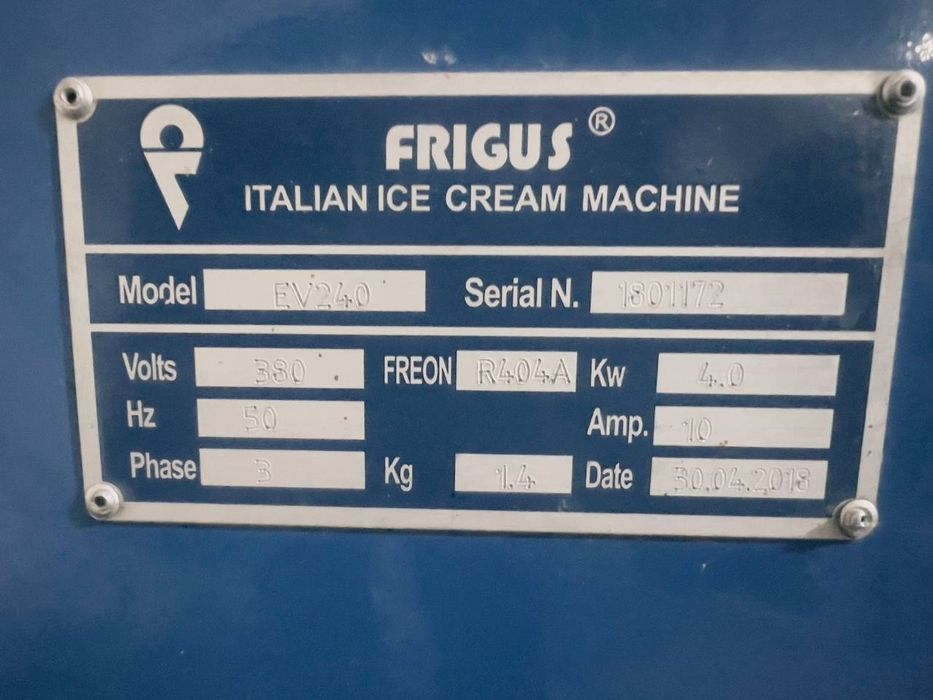 FRIGUS ®
ITALIAN ICE CREAM MACHINE
Model EV240 Serial N. 1801172
Volts 380 FREON R404A Kw 4.0
Hz 50 Amp. 10
Phase 3 Kg 1.4 Date 30.04.2018